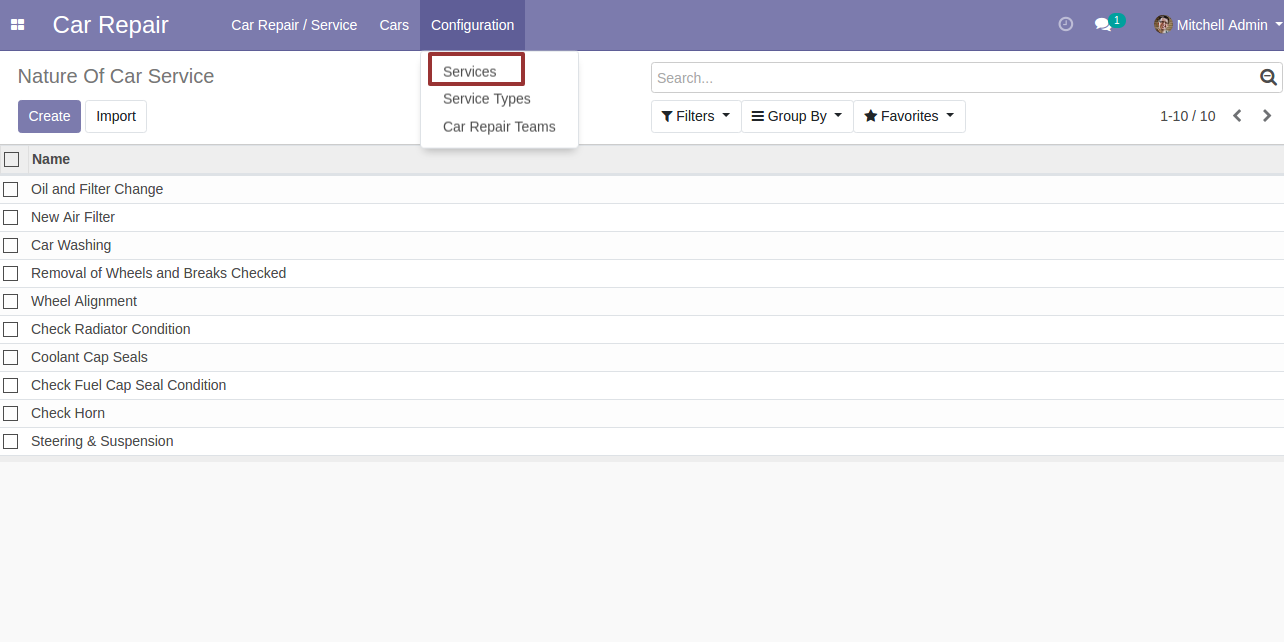 Car Repair Car Repair / Service Cars Configuration 1 Mitchell Admin
Nature Of Car Service
Services
Service Types
Car Repair Teams
Search...
Create Import
Filters Group By Favorites 1-10 / 10
Name
Oil and Filter Change
New Air Filter
Car Washing
Removal of Wheels and Breaks Checked
Wheel Alignment
Check Radiator Condition
Coolant Cap Seals
Check Fuel Cap Seal Condition
Check Horn
Steering & Suspension